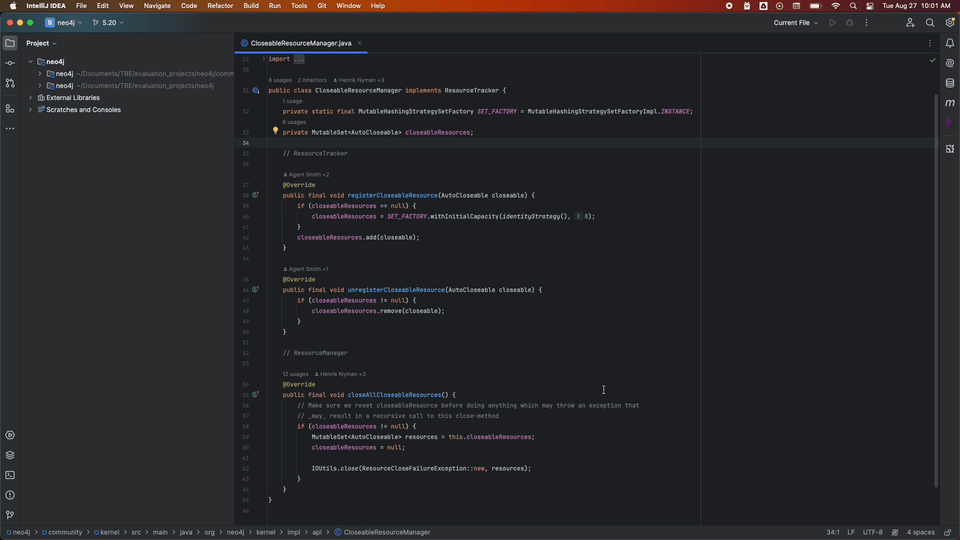 IntelliJ IDEA File Edit View Navigate Code Refactor Build Run Tools Git Window Help Tue Aug 27 10:01 AM
N neo4j 5.20 Current File
Project CloseableResourceManager.java
neo4j
neo4j ~/Documents/TBE/evaluation_projects/neo4j/comm
neo4j ~/Documents/TBE/evaluation_projects/neo4j
External Libraries
Scratches and Consoles
import ...
30
8 usages 2 inheritors Henrik Nyman +3
31 public class CloseableResourceManager implements ResourceTracker {
1 usage
32 private static final MutableHashingStrategySetFactory SET_FACTORY = MutableHashingStrategySetFactoryImpl.INSTANCE;
8 usages
33 private MutableSet<AutoCloseable> closeableResources;
34
35 // ResourceTracker
36
Agent Smith +2
37 @Override
38 public final void registerCloseableResource(AutoCloseable closeable) {
39 if (closeableResources == null) {
40 closeableResources = SET_FACTORY.withInitialCapacity(identityStrategy(), 8);
41 }
42 closeableResources.add(closeable);
43 }
44
Agent Smith +1
45 @Override
46 public final void unregisterCloseableResource(AutoCloseable closeable) {
47 if (closeableResources != null) {
48 closeableResources.remove(closeable);
49 }
50 }
51
52 // ResourceManager
53
12 usages Henrik Nyman +3
54 @Override
55 public final void closeAllCloseableResources() {
56 // Make sure we reset closeableResource before doing anything which may throw an exception that
57 // _may_ result in a recursive call to this close-method
58 if (closeableResources != null) {
59 MutableSet<AutoCloseable> resources = this.closeableResources;
60 closeableResources = null;
61
62 IOUtils.close(ResourceCloseFailureException::new, resources);
63 }
64 }
65 }
66
neo4j > community > kernel > src > main > java > org > neo4j > kernel > impl > api > CloseableResourceManager 34:1 LF UTF-8 4 spaces